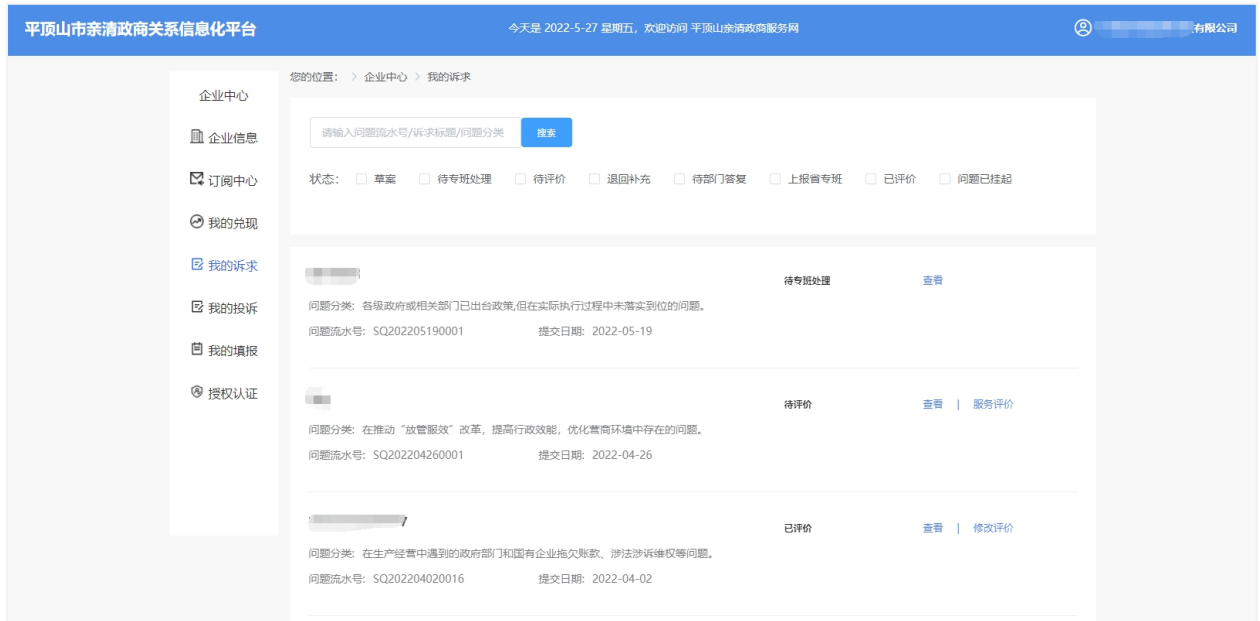 平顶山市亲清政商关系信息化平台
今天是 2022-5-27 星期五，欢迎访问 平顶山亲清政商服务网
有限公司
您的位置： > 企业中心 > 我的诉求
企业中心
企业信息
订阅中心
我的兑现
我的诉求
我的投诉
我的填报
授权认证
请输入问题流水号/诉求标题/问题分类 搜索
状态： 草案 待专班处理 待评价 退回补充 待部门答复 上报省专班 已评价 问题已挂起
待专班处理 查看
问题分类：各级政府或相关部门已出台政策,但在实际执行过程中未落实到位的问题。
问题流水号：SQ202205190001 提交日期：2022-05-19
待评价 查看 | 服务评价
问题分类：在推动“放管服效”改革，提高行政效能，优化营商环境中存在的问题。
问题流水号：SQ202204260001 提交日期：2022-04-26
已评价 查看 | 修改评价
问题分类：在生产经营中遇到的政府部门和国有企业拖欠账款、涉法涉诉维权等问题。
问题流水号：SQ202204020016 提交日期：2022-04-02